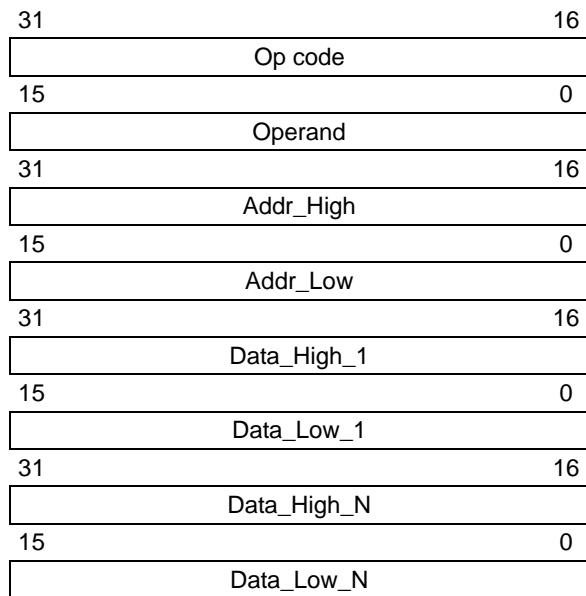 31 16
Op code
15 0
Operand
31 16
Addr_High
15 0
Addr_Low
31 16
Data_High_1
15 0
Data_Low_1
31 16
Data_High_N
15 0
Data_Low_N